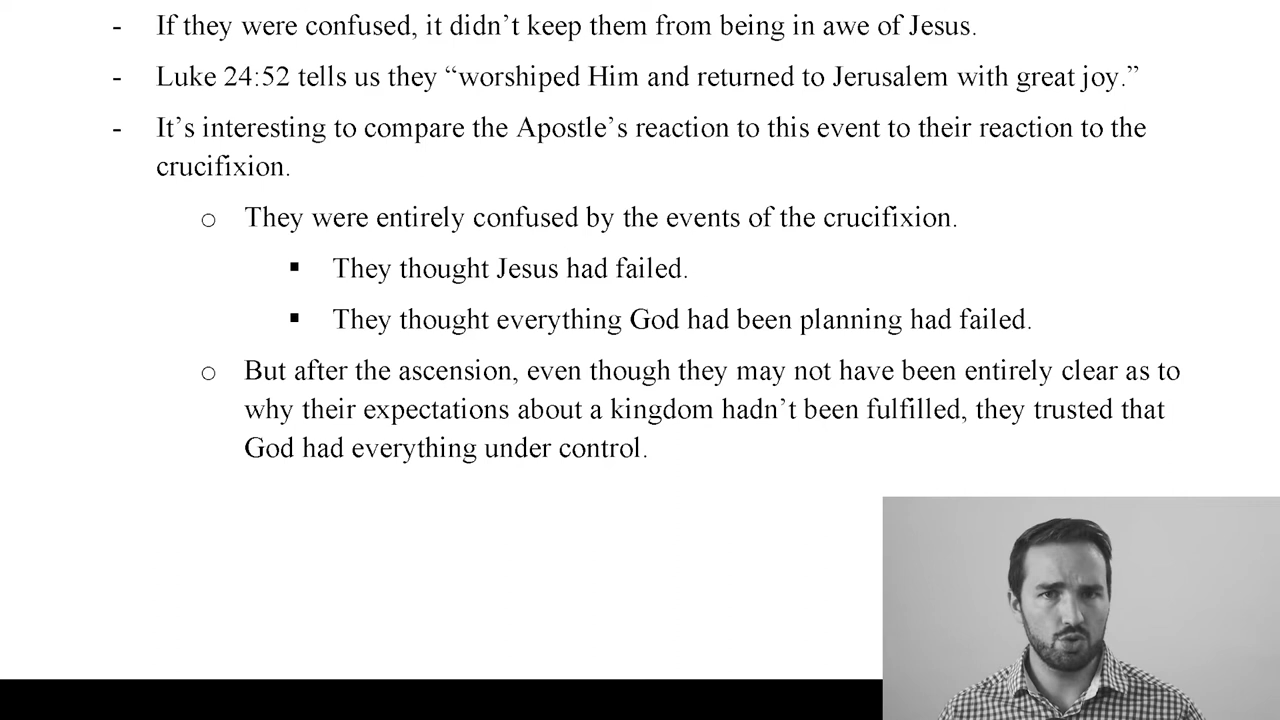 - If they were confused, it didn’t keep them from being in awe of Jesus.
- Luke 24:52 tells us they “worshiped Him and returned to Jerusalem with great joy.”
- It’s interesting to compare the Apostle’s reaction to this event to their reaction to the
crucifixion.
o They were entirely confused by the events of the crucifixion.
▪ They thought Jesus had failed.
▪ They thought everything God had been planning had failed.
o But after the ascension, even though they may not have been entirely clear as to
why their expectations about a kingdom hadn’t been fulfilled, they trusted that
God had everything under control.